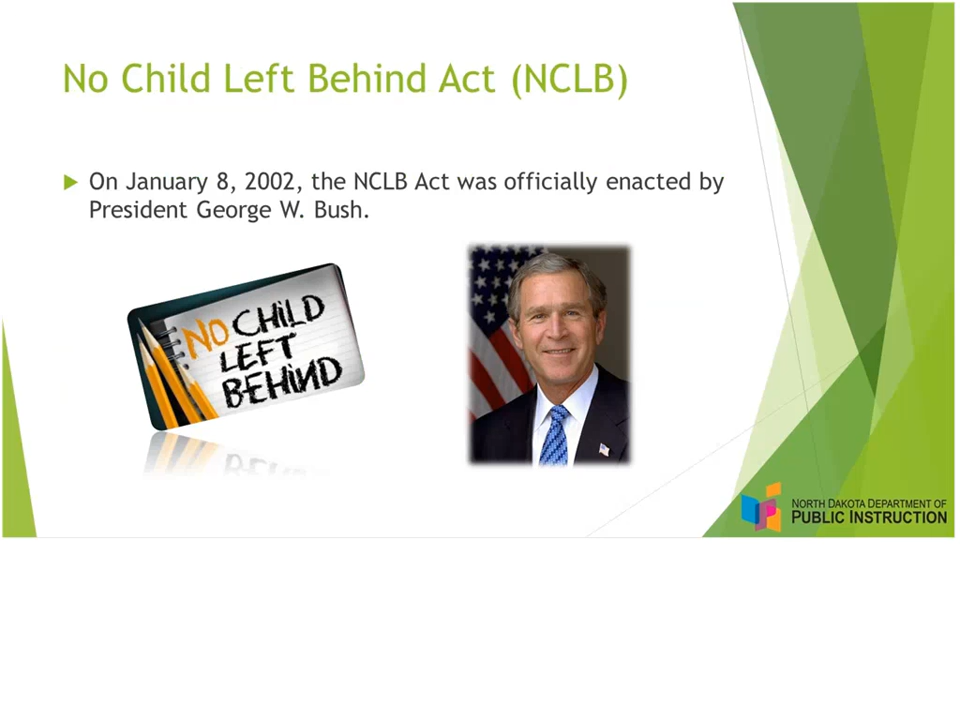 No Child Left Behind Act (NCLB)
On January 8, 2002, the NCLB Act was officially enacted by
President George W. Bush.
NO CHILD
LEFT
BEHIND
NORTH DAKOTA DEPARTMENT OF
PUBLIC INSTRUCTION